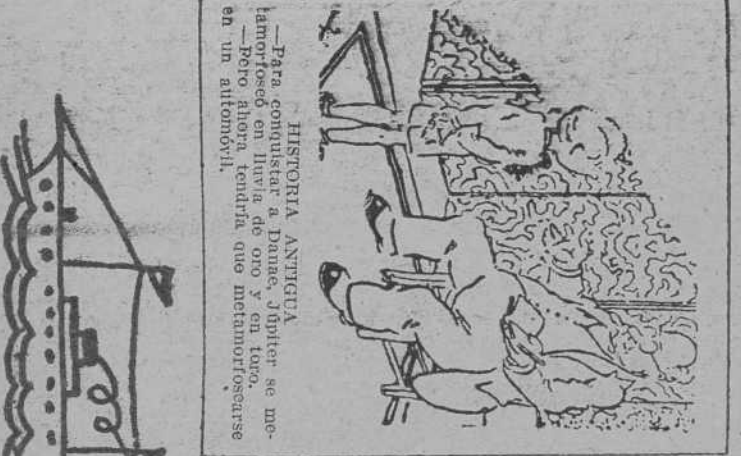 HISTORIA ANTIGUA
—Para conquistar a Danae, Júpiter se me-
tamorfoseó en lluvia de oro y en toro.
—Pero ahora tendría que metamorfosearse
en un automóvil.